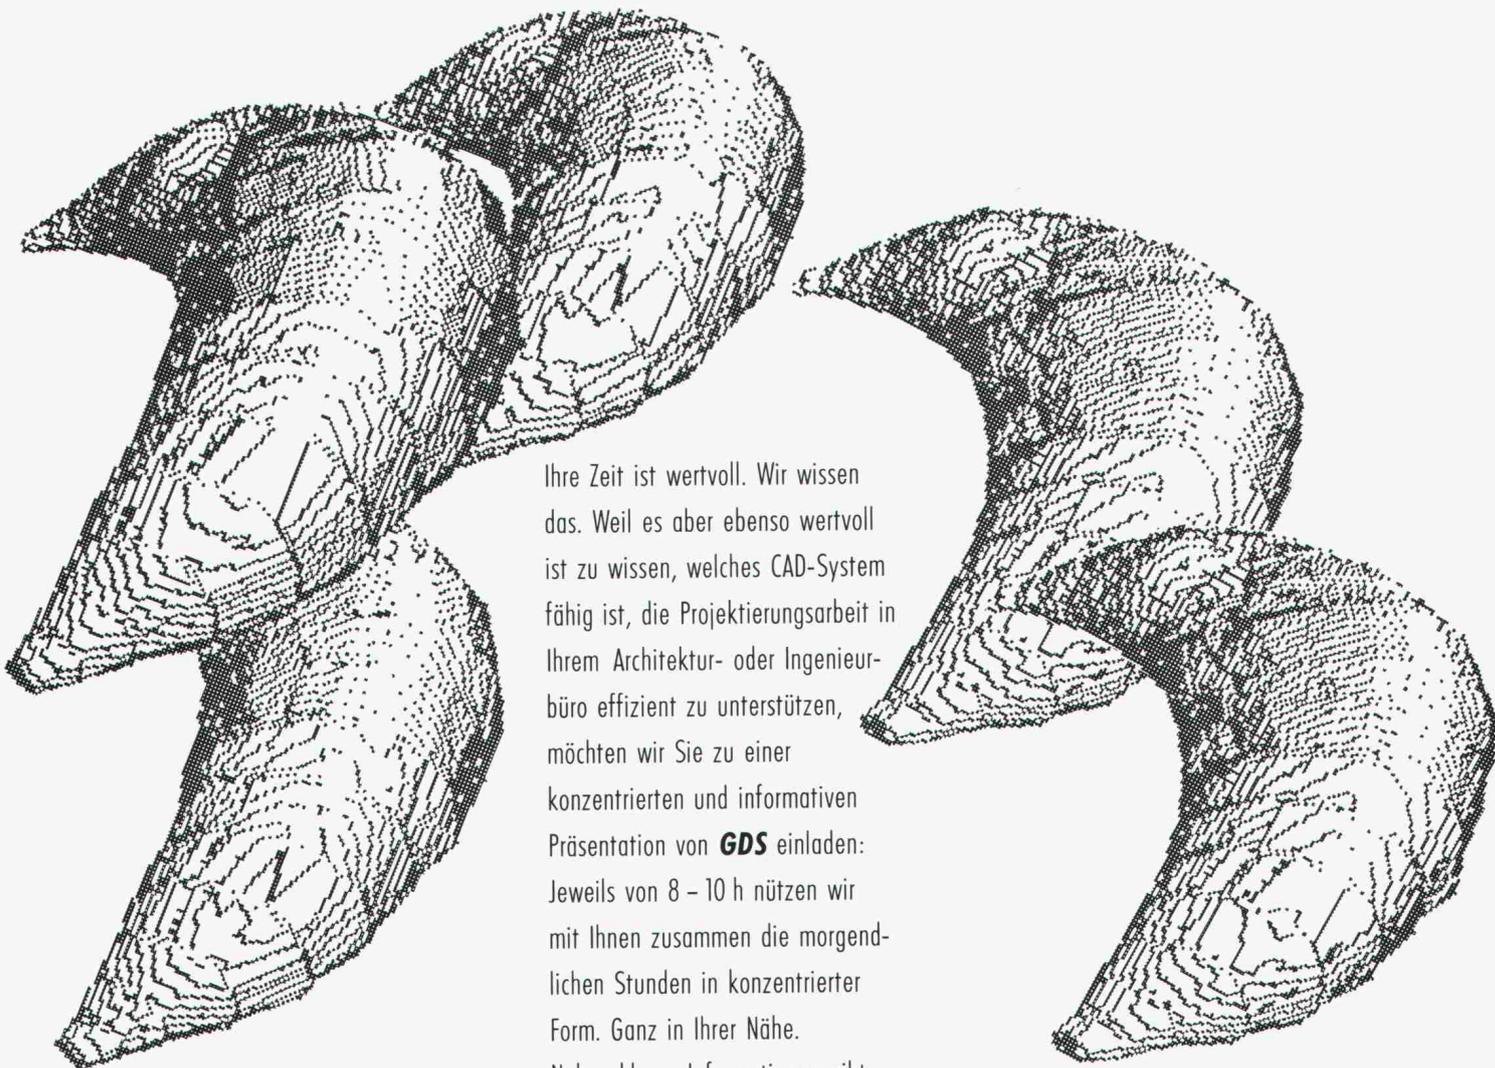 Ihre Zeit ist wertvoll. Wir wissen
das. Weil es aber ebenso wertvoll
ist zu wissen, welches CAD-System
fähig ist, die Projektierungsarbeit in
Ihrem Architektur- oder Ingenieur-
büro effizient zu unterstützen,
möchten wir Sie zu einer
konzentrierten und informativen
Präsentation von GDS einladen:
Jeweils von 8 – 10 h nützen wir
mit Ihnen zusammen die morgend-
lichen Stunden in konzentrierter
Form. Ganz in Ihrer Nähe.